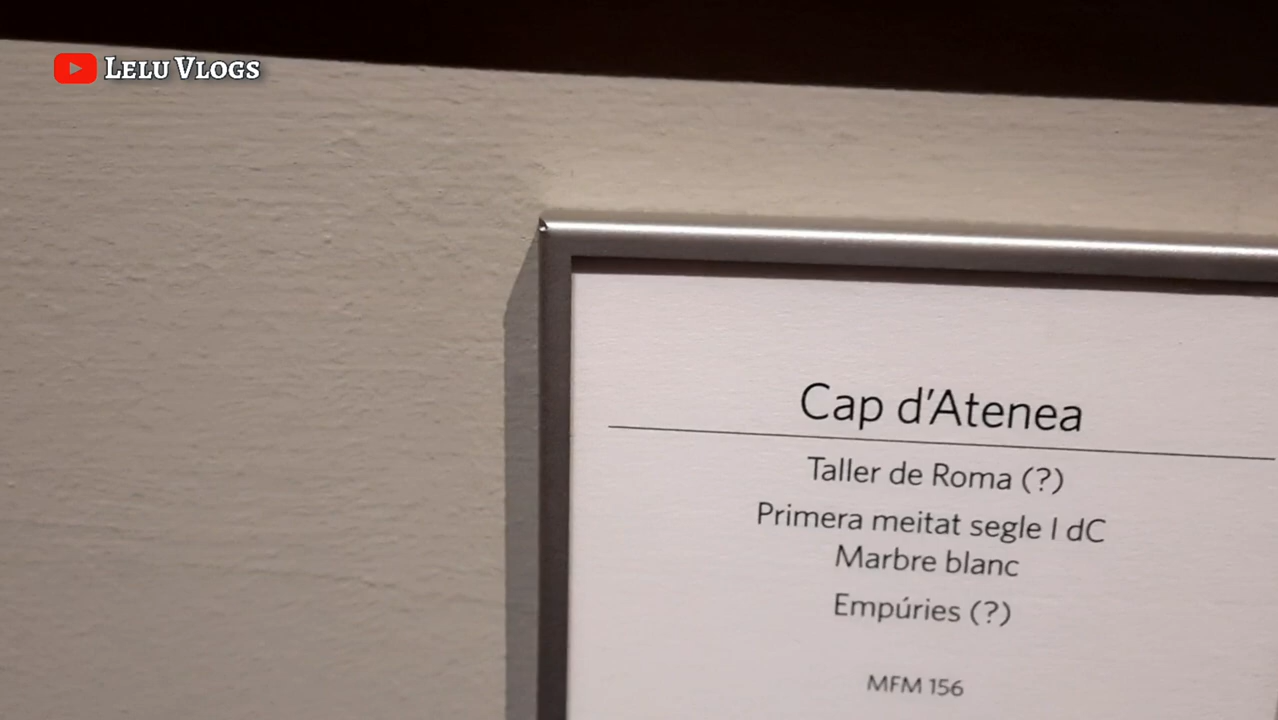 Lelu Vlogs
Cap d'Atenea
Taller de Roma (?)
Primera meitat segle I dC
Marbre blanc
Empúries (?)
MFM 156